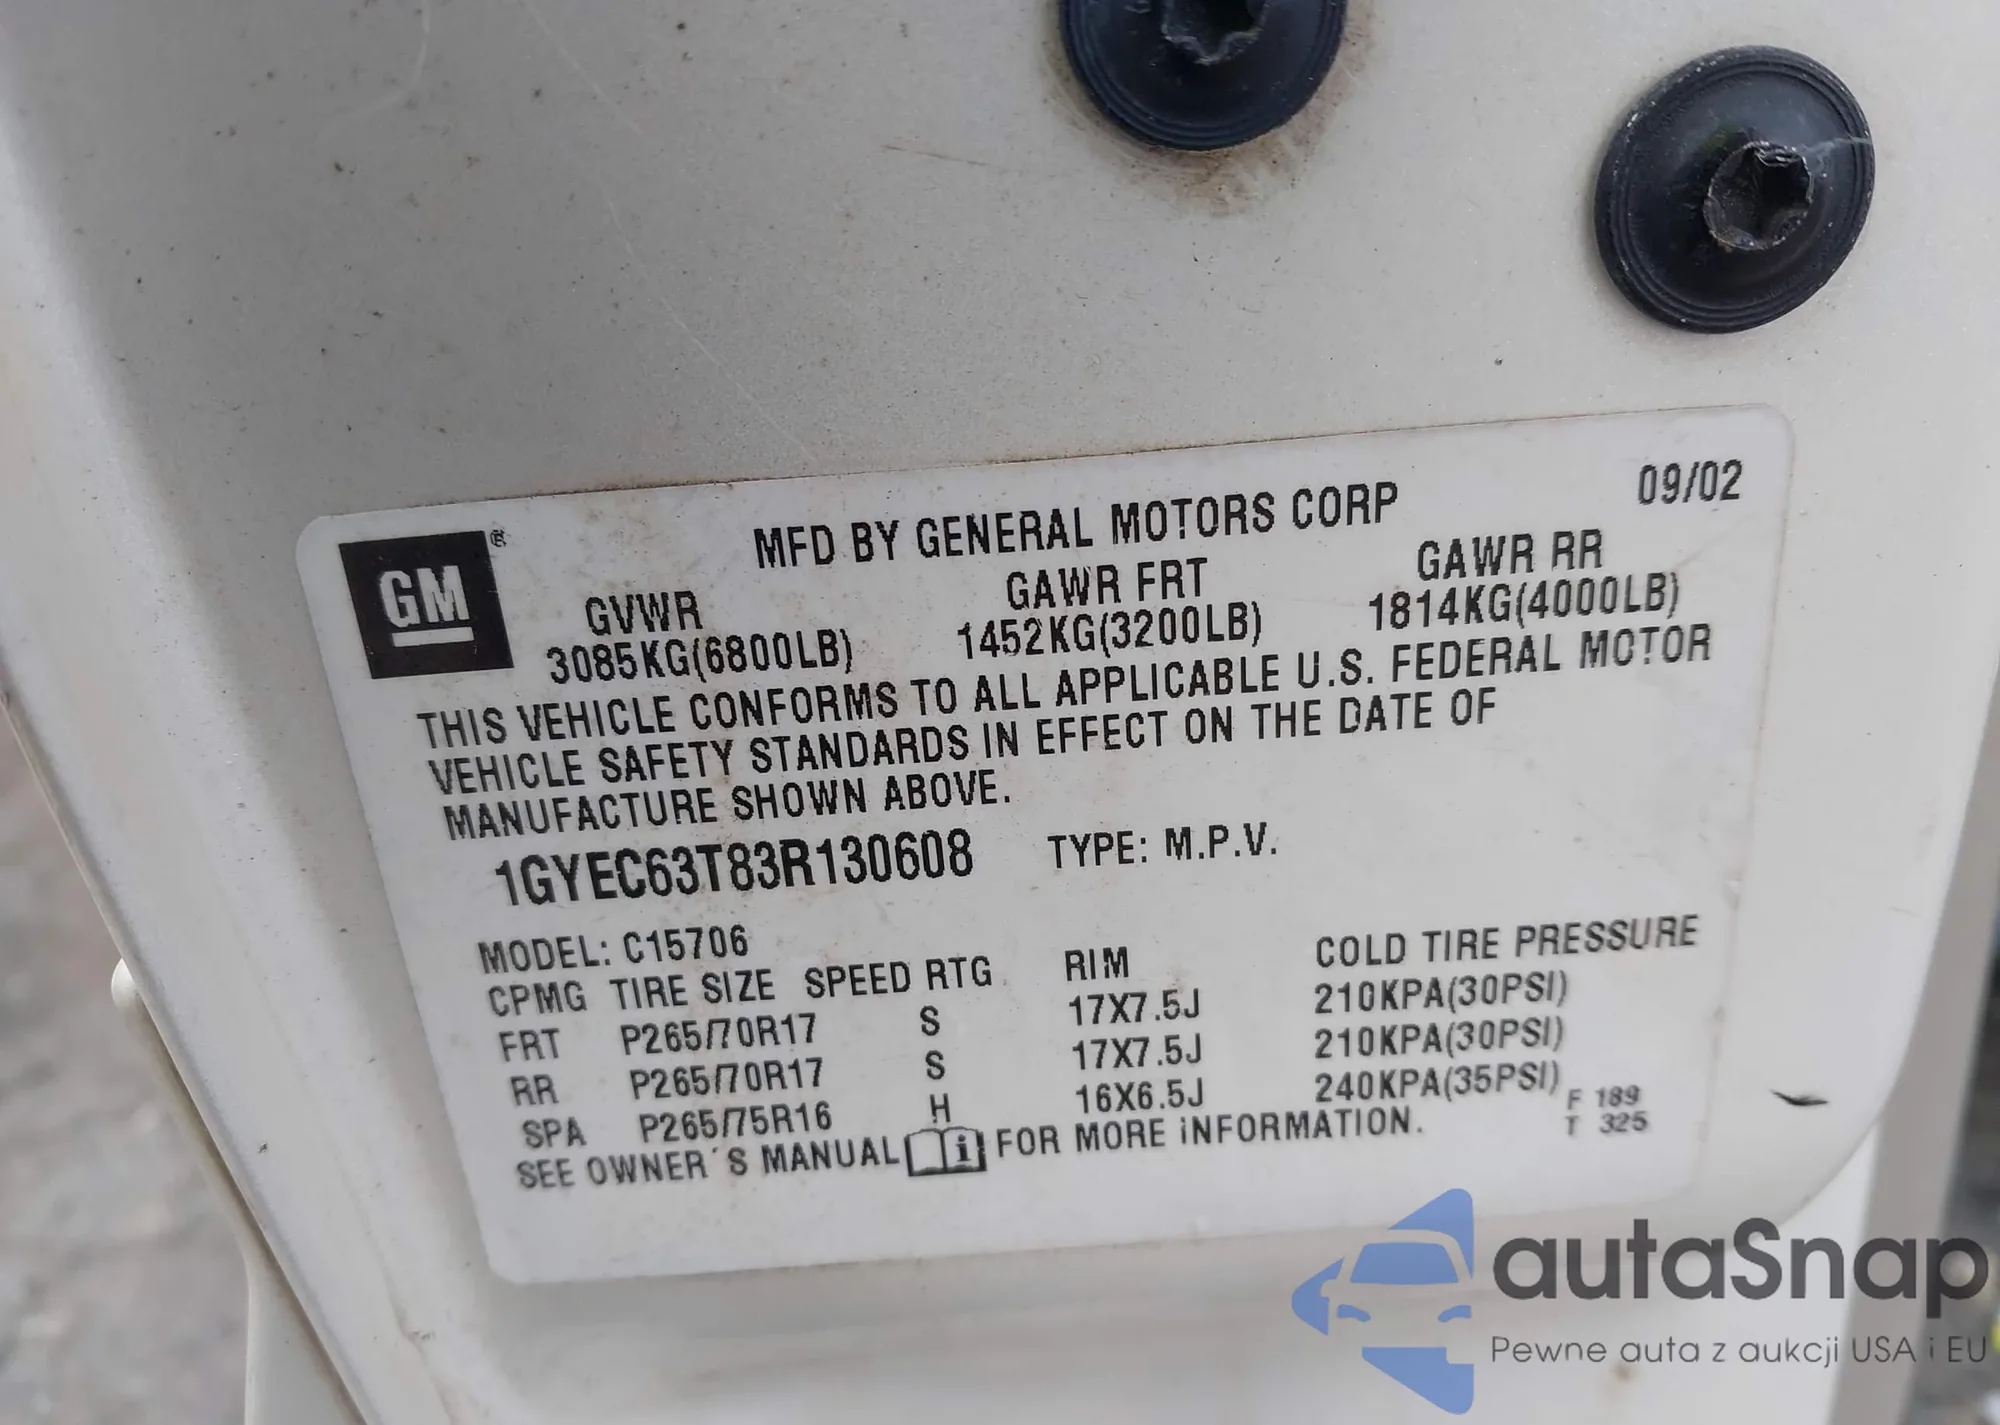 09/02
GM ®
MFD BY GENERAL MOTORS CORP
GVWR GAWR FRT GAWR RR
3085KG(6800LB) 1452KG(3200LB) 1814KG(4000LB)
THIS VEHICLE CONFORMS TO ALL APPLICABLE U.S. FEDERAL MOTOR
VEHICLE SAFETY STANDARDS IN EFFECT ON THE DATE OF
MANUFACTURE SHOWN ABOVE.
1GYEC63T83R130608 TYPE: M.P.V.
MODEL: C15706
CPMG TIRE SIZE SPEED RTG RIM COLD TIRE PRESSURE
FRT P265/70R17 S 17X7.5J 210KPA(30PSI)
RR P265/70R17 S 17X7.5J 210KPA(30PSI)
SPA P265/75R16 H 16X6.5J 240KPA(35PSI)
SEE OWNER'S MANUAL i FOR MORE INFORMATION.
F 189
T 325
autaSnap
Pewne auta z aukcji USA i EU